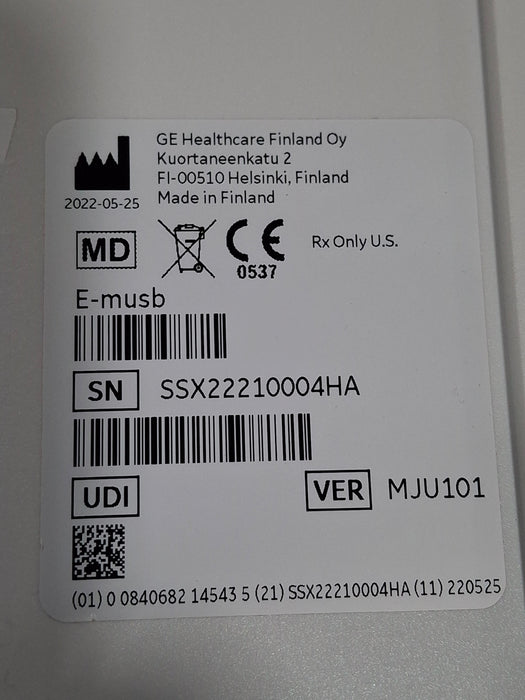 GE Healthcare Finland Oy
Kuortaneenkatu 2
FI-00510 Helsinki, Finland
2022-05-25 Made in Finland
MD CE 0537 Rx Only U.S.
E-musb
SN SSX22210004HA
UDI VER MJU101
(01) 0 0840682 14543 5 (21) SSX22210004HA (11) 220525